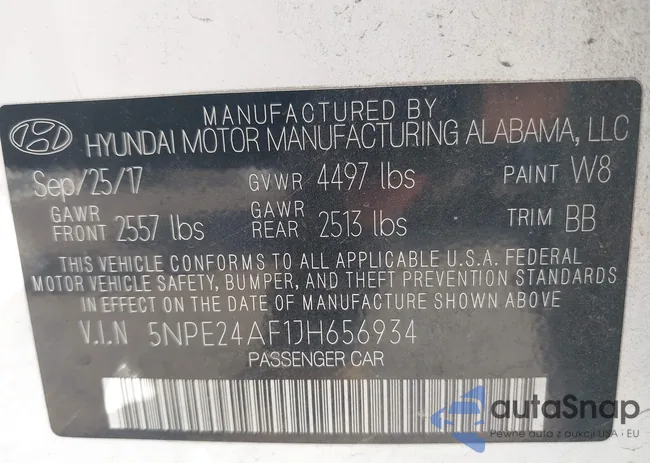 MANUFACTURED BY
HYUNDAI MOTOR MANUFACTURING ALABAMA, LLC
Sep/25/17 GVWR 4497 lbs PAINT W8
GAWR FRONT 2557 lbs GAWR REAR 2513 lbs TRIM BB
THIS VEHICLE CONFORMS TO ALL APPLICABLE U.S.A. FEDERAL
MOTOR VEHICLE SAFETY, BUMPER, AND THEFT PREVENTION STANDARDS
IN EFFECT ON THE DATE OF MANUFACTURE SHOWN ABOVE.
V.I.N 5NPE24AF1JH656934
PASSENGER CAR
autaSnap
Pewne auta z aukcji USA i EU